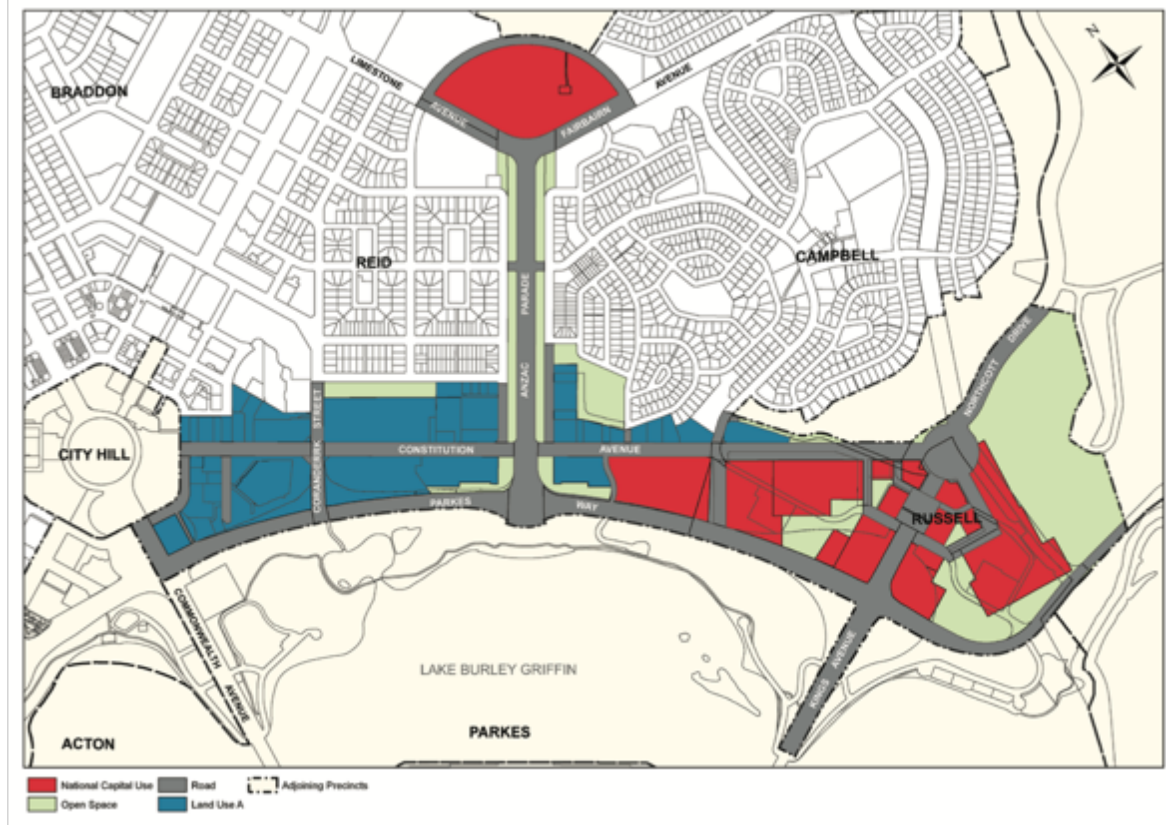 N
BRADDON
LIMESTONE
AVENUE
FAIRBAIRN
AVENUE
REID
CAMPBELL
ANZAC PARADE
NORTHCOTT DRIVE
CITY HILL
CORANDERRK STREET
CONSTITUTION AVENUE
PARKES WAY
RUSSELL
COMMONWEALTH AVENUE
KINGS AVENUE
LAKE BURLEY GRIFFIN
PARKES
ACTON
National Capital Use
Road
Adjoining Precincts
Open Space
Land Use A